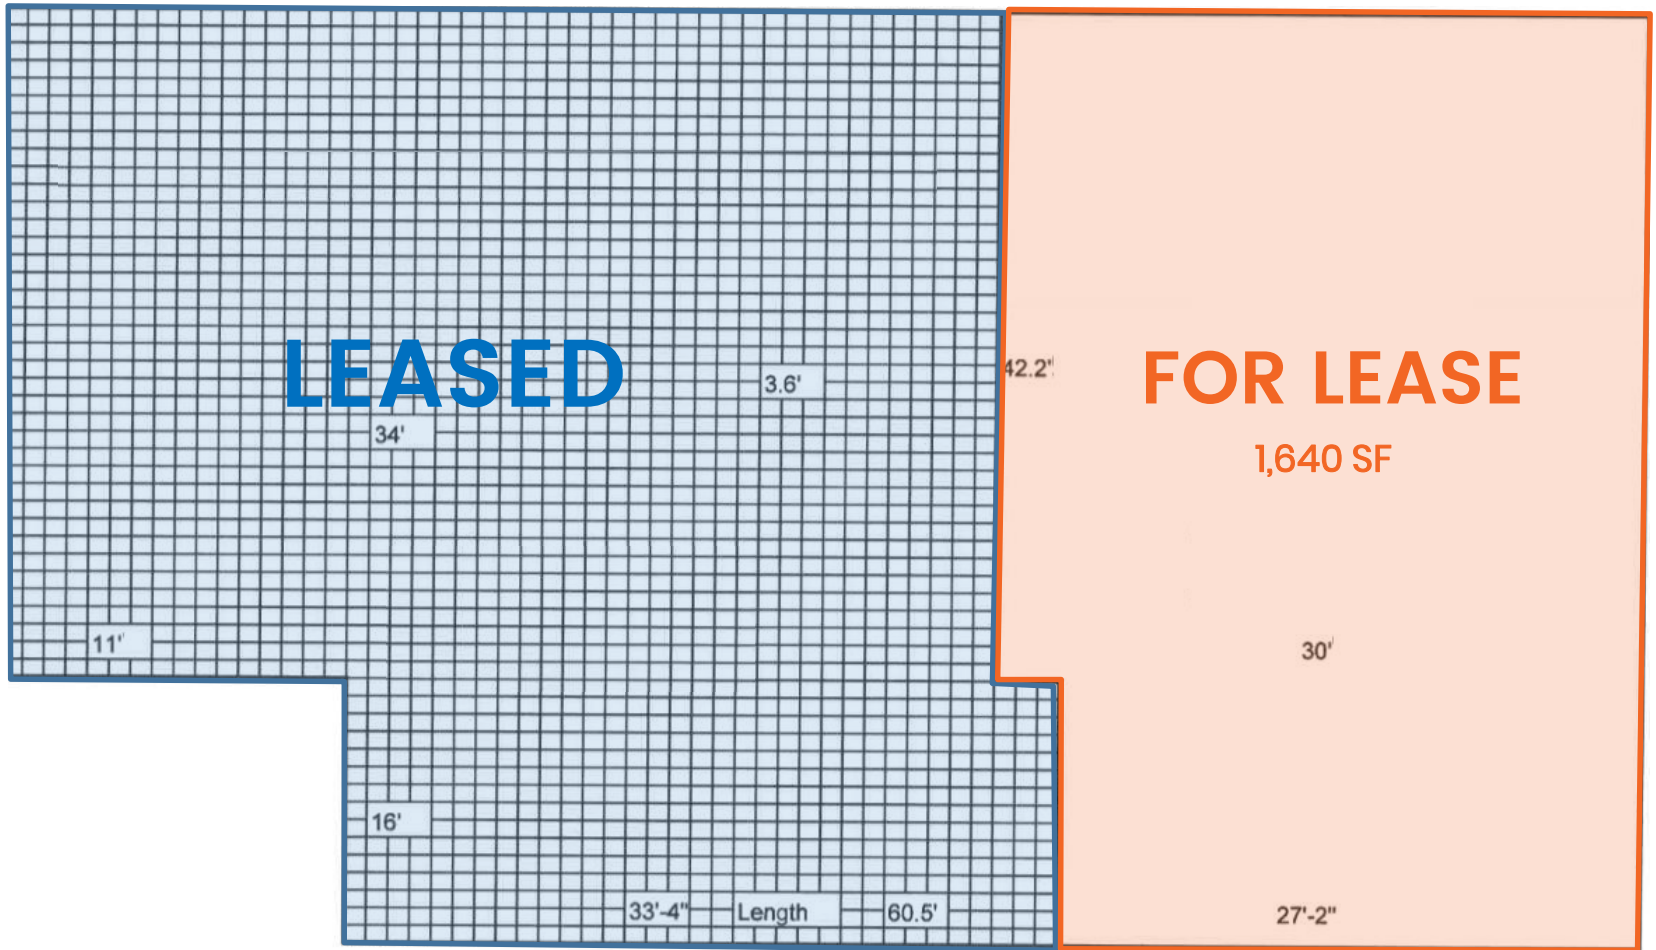 LEASED
3.6'
42.2'
FOR LEASE
34'
1,640 SF
11'
30'
16'
33'-4" Length 60.5'
27'-2"